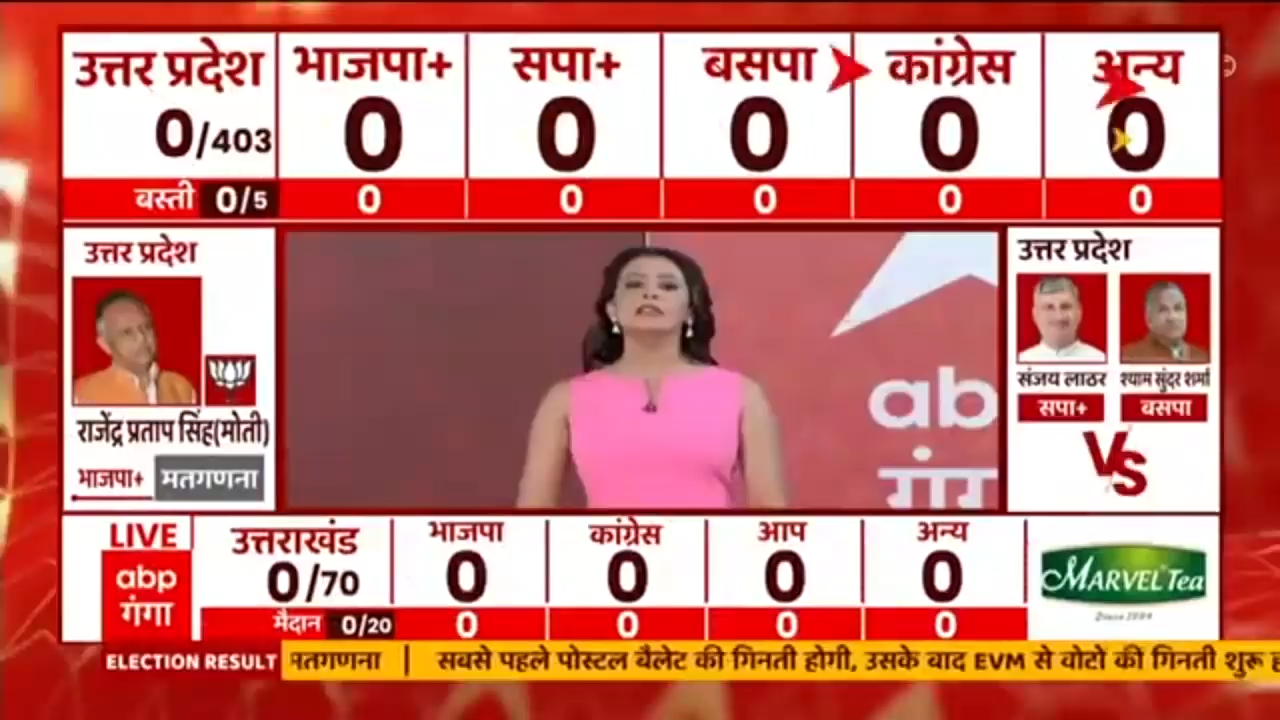 उत्तर प्रदेश
0/403
भाजपा+
0
सपा+
0
बसपा
0
कांग्रेस
0
अन्य
0
बस्ती 0/5 0 0 0 0 0
उत्तर प्रदेश
राजेंद्र प्रताप सिंह(मोती)
भाजपा+ मतगणना
ab
गंग
उत्तर प्रदेश
संजय लाठर श्याम सुंदर शर्मा
सपा+ बसपा
VS
LIVE
abp
गंगा
उत्तराखंड
0/70
भाजपा
0
कांग्रेस
0
आप
0
अन्य
0
मैदान 0/20 0 0 0 0
MARVEL Tea
Since 1994
ELECTION RESULT मतगणना | सबसे पहले पोस्टल बैलेट की गिनती होगी, उसके बाद EVM से वोटों की गिनती शुरू